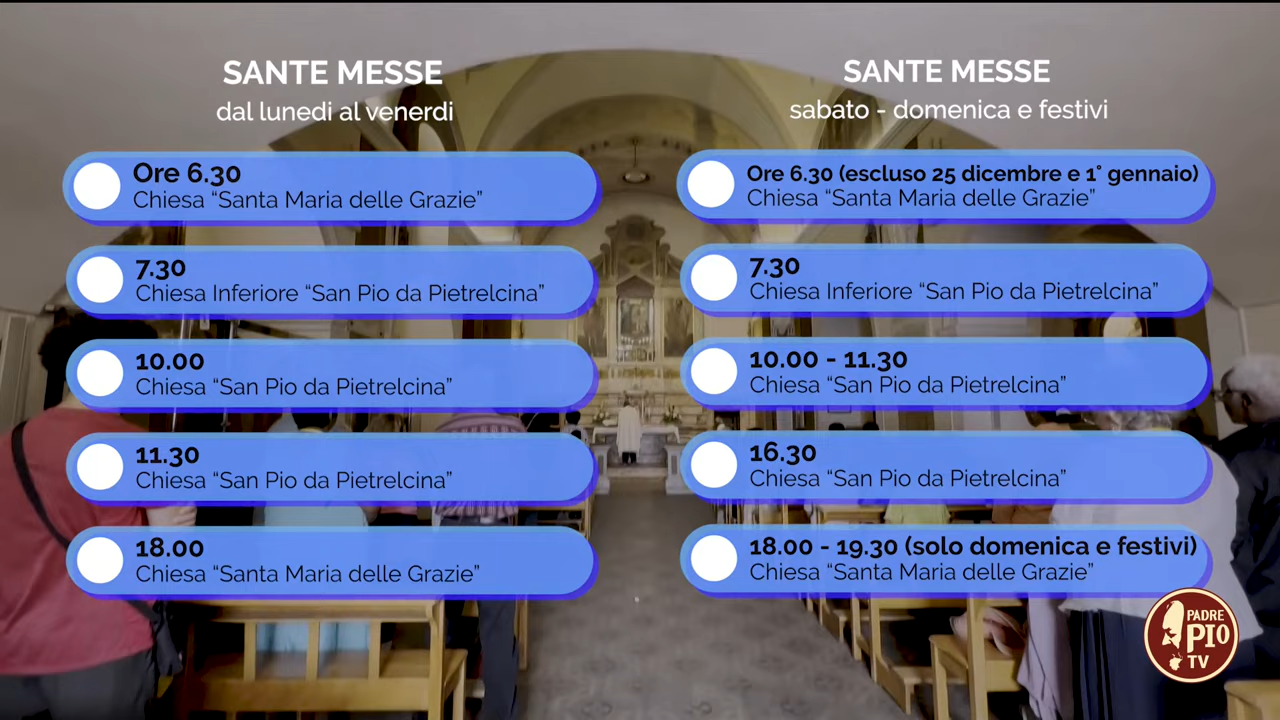 SANTE MESSE
dal lunedi al venerdi
Ore 6.30
Chiesa “Santa Maria delle Grazie”
7.30
Chiesa Inferiore “San Pio da Pietrelcina”
10.00
Chiesa “San Pio da Pietrelcina”
11.30
Chiesa “San Pio da Pietrelcina”
18.00
Chiesa “Santa Maria delle Grazie”
SANTE MESSE
sabato - domenica e festivi
Ore 6.30 (escluso 25 dicembre e 1° gennaio)
Chiesa “Santa Maria delle Grazie”
7.30
Chiesa Inferiore “San Pio da Pietrelcina”
10.00 - 11.30
Chiesa “San Pio da Pietrelcina”
16.30
Chiesa “San Pio da Pietrelcina”
18.00 - 19.30 (solo domenica e festivi)
Chiesa “Santa Maria delle Grazie”
PADRE
PIO
TV